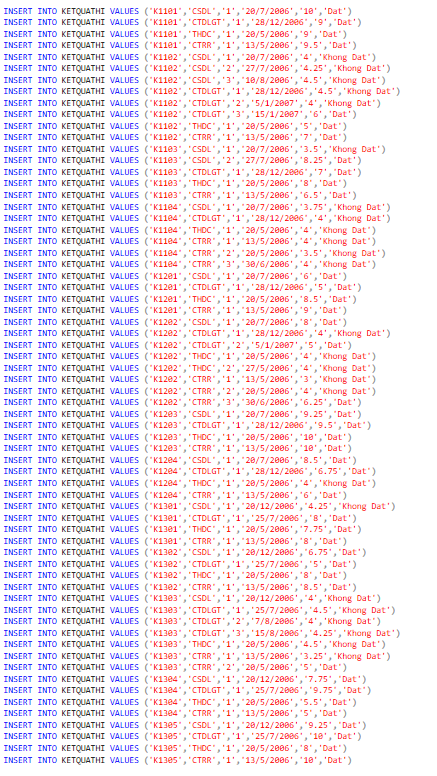 INSERT INTO KETQUATHI VALUES ('K1101','CSDL','1','20/7/2006','10','Dat')
INSERT INTO KETQUATHI VALUES ('K1101','CTDLGT','1','28/12/2006','9','Dat')
INSERT INTO KETQUATHI VALUES ('K1101','THDC','1','20/5/2006','9','Dat')
INSERT INTO KETQUATHI VALUES ('K1101','CTRR','1','13/5/2006','9.5','Dat')
INSERT INTO KETQUATHI VALUES ('K1102','CSDL','1','20/7/2006','4','Khong Dat')
INSERT INTO KETQUATHI VALUES ('K1102','CSDL','2','27/7/2006','4.25','Khong Dat')
INSERT INTO KETQUATHI VALUES ('K1102','CSDL','3','10/8/2006','4.5','Khong Dat')
INSERT INTO KETQUATHI VALUES ('K1102','CTDLGT','1','28/12/2006','4.5','Khong Dat')
INSERT INTO KETQUATHI VALUES ('K1102','CTDLGT','2','5/1/2007','4','Khong Dat')
INSERT INTO KETQUATHI VALUES ('K1102','CTDLGT','3','15/1/2007','6','Dat')
INSERT INTO KETQUATHI VALUES ('K1102','THDC','1','20/5/2006','5','Dat')
INSERT INTO KETQUATHI VALUES ('K1102','CTRR','1','13/5/2006','7','Dat')
INSERT INTO KETQUATHI VALUES ('K1103','CSDL','1','20/7/2006','3.5','Khong Dat')
INSERT INTO KETQUATHI VALUES ('K1103','CSDL','2','27/7/2006','8.25','Khong Dat')
INSERT INTO KETQUATHI VALUES ('K1103','CTDLGT','1','28/12/2006','7','Dat')
INSERT INTO KETQUATHI VALUES ('K1103','THDC','1','20/5/2006','8','Dat')
INSERT INTO KETQUATHI VALUES ('K1103','CTRR','1','13/5/2006','6.5','Dat')
INSERT INTO KETQUATHI VALUES ('K1104','CSDL','1','20/7/2006','3.75','Khong Dat')
INSERT INTO KETQUATHI VALUES ('K1104','CTDLGT','1','28/12/2006','4','Khong Dat')
INSERT INTO KETQUATHI VALUES ('K1104','THDC','1','20/5/2006','4','Khong Dat')
INSERT INTO KETQUATHI VALUES ('K1104','CTRR','1','13/5/2006','4','Khong Dat')
INSERT INTO KETQUATHI VALUES ('K1104','CTRR','2','20/5/2006','3.5','Khong Dat')
INSERT INTO KETQUATHI VALUES ('K1104','CTRR','3','30/6/2006','4','Khong Dat')
INSERT INTO KETQUATHI VALUES ('K1201','CSDL','1','20/7/2006','6','Dat')
INSERT INTO KETQUATHI VALUES ('K1201','CTDLGT','1','28/12/2006','5','Dat')
INSERT INTO KETQUATHI VALUES ('K1201','THDC','1','20/5/2006','8.5','Dat')
INSERT INTO KETQUATHI VALUES ('K1201','CTRR','1','13/5/2006','9','Dat')
INSERT INTO KETQUATHI VALUES ('K1202','CSDL','1','20/7/2006','8','Dat')
INSERT INTO KETQUATHI VALUES ('K1202','CTDLGT','1','28/12/2006','4','Khong Dat')
INSERT INTO KETQUATHI VALUES ('K1202','CTDLGT','2','5/1/2007','5','Dat')
INSERT INTO KETQUATHI VALUES ('K1202','THDC','1','20/5/2006','4','Khong Dat')
INSERT INTO KETQUATHI VALUES ('K1202','THDC','2','27/5/2006','4','Khong Dat')
INSERT INTO KETQUATHI VALUES ('K1202','CTRR','1','13/5/2006','3','Khong Dat')
INSERT INTO KETQUATHI VALUES ('K1202','CTRR','2','20/5/2006','4','Khong Dat')
INSERT INTO KETQUATHI VALUES ('K1202','CTRR','3','30/6/2006','6.25','Dat')
INSERT INTO KETQUATHI VALUES ('K1203','CSDL','1','20/7/2006','9.25','Dat')
INSERT INTO KETQUATHI VALUES ('K1203','CTDLGT','1','28/12/2006','9.5','Dat')
INSERT INTO KETQUATHI VALUES ('K1203','THDC','1','20/5/2006','10','Dat')
INSERT INTO KETQUATHI VALUES ('K1203','CTRR','1','13/5/2006','10','Dat')
INSERT INTO KETQUATHI VALUES ('K1204','CSDL','1','20/7/2006','8.5','Dat')
INSERT INTO KETQUATHI VALUES ('K1204','CTDLGT','1','28/12/2006','6.75','Dat')
INSERT INTO KETQUATHI VALUES ('K1204','THDC','1','20/5/2006','4','Khong Dat')
INSERT INTO KETQUATHI VALUES ('K1204','CTRR','1','13/5/2006','6','Dat')
INSERT INTO KETQUATHI VALUES ('K1301','CSDL','1','20/12/2006','4.25','Khong Dat')
INSERT INTO KETQUATHI VALUES ('K1301','CTDLGT','1','25/7/2006','8','Dat')
INSERT INTO KETQUATHI VALUES ('K1301','THDC','1','20/5/2006','7.75','Dat')
INSERT INTO KETQUATHI VALUES ('K1301','CTRR','1','13/5/2006','8','Dat')
INSERT INTO KETQUATHI VALUES ('K1302','CSDL','1','20/12/2006','6.75','Dat')
INSERT INTO KETQUATHI VALUES ('K1302','CTDLGT','1','25/7/2006','5','Dat')
INSERT INTO KETQUATHI VALUES ('K1302','THDC','1','20/5/2006','8','Dat')
INSERT INTO KETQUATHI VALUES ('K1302','CTRR','1','13/5/2006','8.5','Dat')
INSERT INTO KETQUATHI VALUES ('K1303','CSDL','1','20/12/2006','4','Khong Dat')
INSERT INTO KETQUATHI VALUES ('K1303','CTDLGT','1','25/7/2006','4.5','Khong Dat')
INSERT INTO KETQUATHI VALUES ('K1303','CTDLGT','2','7/8/2006','4','Khong Dat')
INSERT INTO KETQUATHI VALUES ('K1303','CTDLGT','3','15/8/2006','4.25','Khong Dat')
INSERT INTO KETQUATHI VALUES ('K1303','THDC','1','20/5/2006','4.5','Khong Dat')
INSERT INTO KETQUATHI VALUES ('K1303','CTRR','1','13/5/2006','3.25','Khong Dat')
INSERT INTO KETQUATHI VALUES ('K1303','CTRR','2','20/5/2006','5','Dat')
INSERT INTO KETQUATHI VALUES ('K1304','CSDL','1','20/12/2006','7.75','Dat')
INSERT INTO KETQUATHI VALUES ('K1304','CTDLGT','1','25/7/2006','9.75','Dat')
INSERT INTO KETQUATHI VALUES ('K1304','THDC','1','20/5/2006','5.5','Dat')
INSERT INTO KETQUATHI VALUES ('K1304','CTRR','1','13/5/2006','5','Dat')
INSERT INTO KETQUATHI VALUES ('K1305','CSDL','1','20/12/2006','9.25','Dat')
INSERT INTO KETQUATHI VALUES ('K1305','CTDLGT','1','25/7/2006','10','Dat')
INSERT INTO KETQUATHI VALUES ('K1305','THDC','1','20/5/2006','8','Dat')
INSERT INTO KETQUATHI VALUES ('K1305','CTRR','1','13/5/2006','10','Dat')